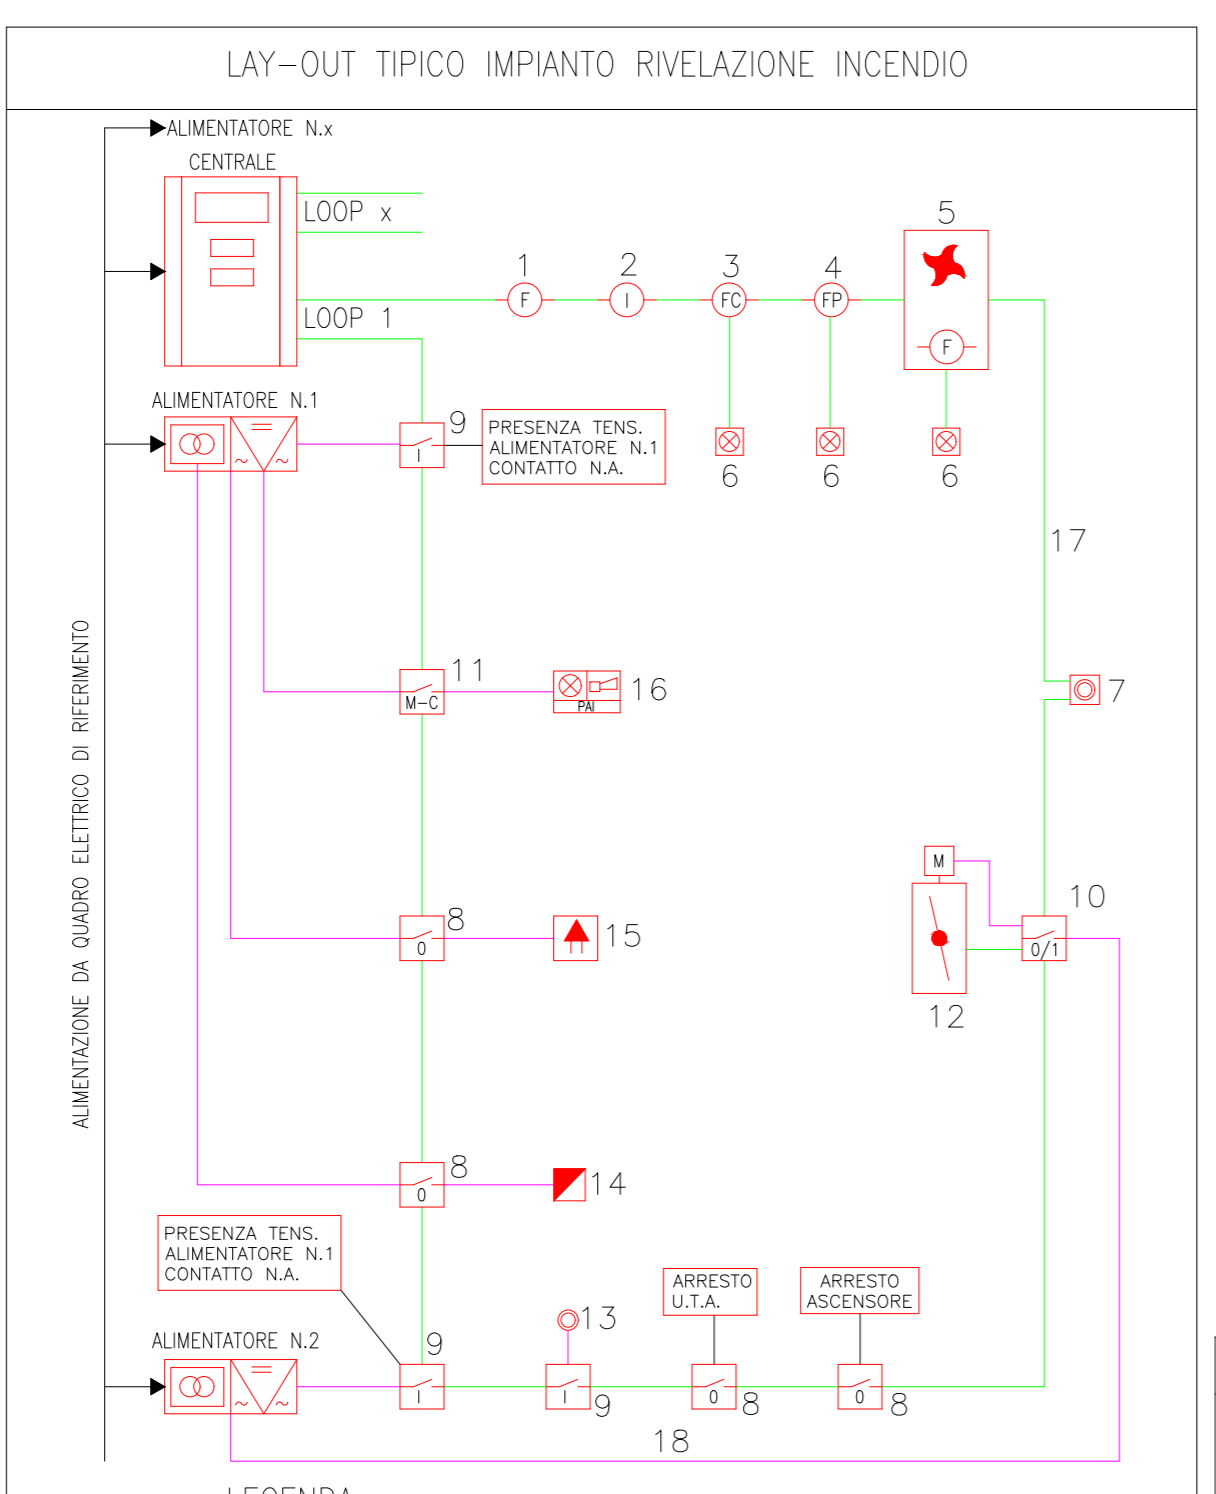 LAY-OUT TIPICO IMPIANTO RIVELAZIONE INCENDIO
ALIMENTATORE N.x
CENTRALE
LOOP x
LOOP 1
1
2
3
4
5
F
I
FC
FP
F
6
6
6
ALIMENTATORE N.1
9
I
PRESENZA TENS.
ALIMENTATORE N.1
CONTATTO N.A.
17
ALIMENTAZIONE DA QUADRO ELETTRICO DI RIFERIMENTO
11
M-C
16
PAI
7
M
10
0/1
12
8
0
15
8
0
14
PRESENZA TENS.
ALIMENTATORE N.1
CONTATTO N.A.
ALIMENTATORE N.2
9
I
13
I
9
ARRESTO
U.T.A.
0
8
ARRESTO
ASCENSORE
0
8
18
LEGENDA